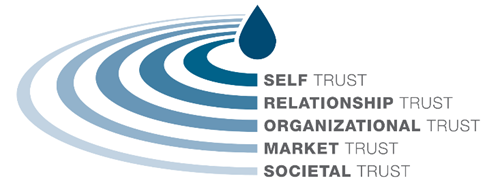 SELF TRUST
RELATIONSHIP TRUST
ORGANIZATIONAL TRUST
MARKET TRUST
SOCIETAL TRUST